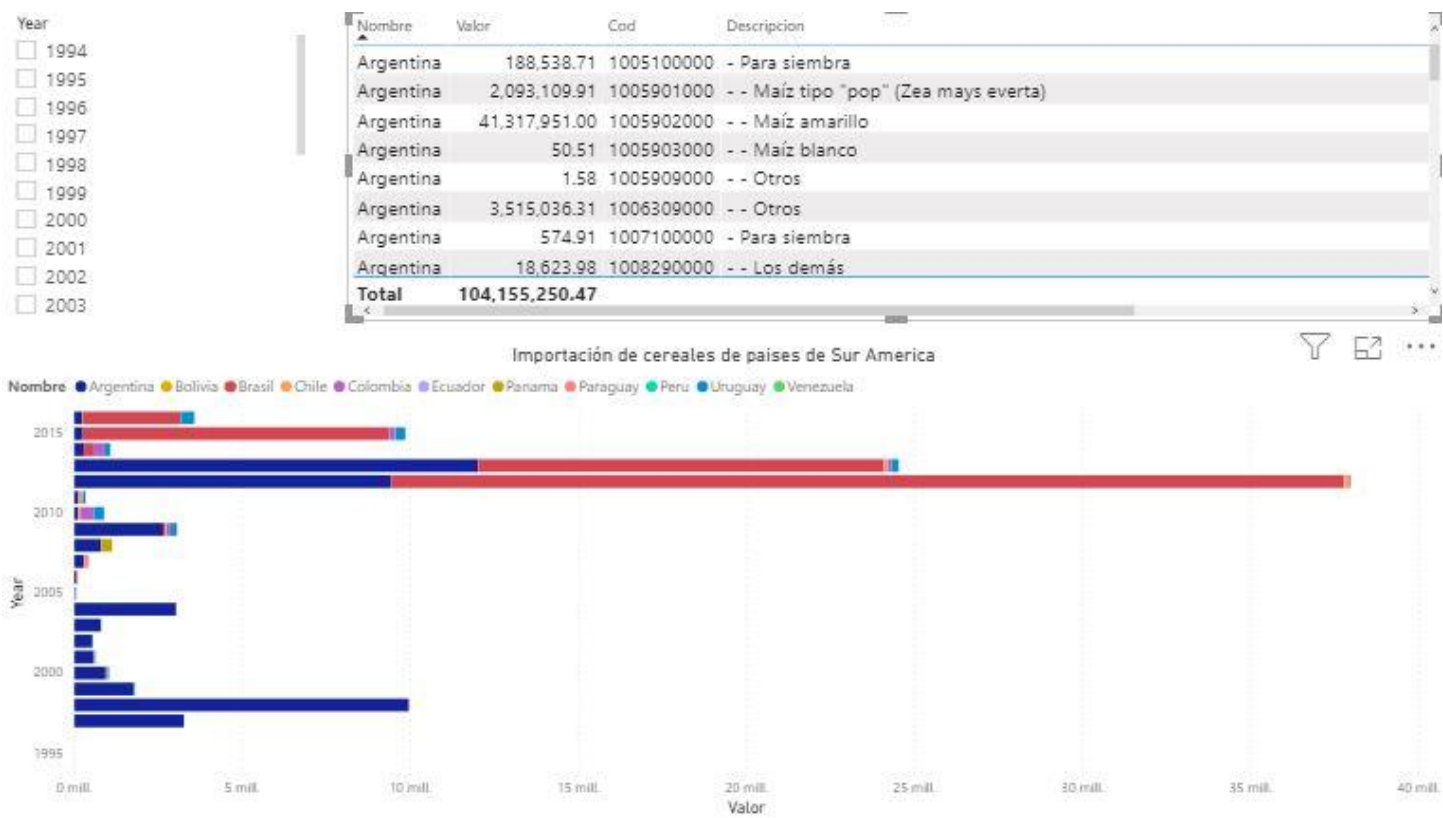 Year
1994
1995
1996
1997
1998
1999
2000
2001
2002
2003
Nombre Valor Cod Descripcion
Argentina 188,538.71 1005100000 - Para siembra
Argentina 2,093,109.91 1005901000 - - Maíz tipo "pop" (Zea mays everta)
Argentina 41,317,951.00 1005902000 - - Maíz amarillo
Argentina 50.51 1005903000 - - Maíz blanco
Argentina 1.58 1005909000 - - Otros
Argentina 3,515,036.31 1006309000 - - Otros
Argentina 574.91 1007100000 - Para siembra
Argentina 18,623.98 1008290000 - - Los demás
Total 104,155,250.47
Importación de cereales de paises de Sur America
Nombre Argentina Bolivia Brasil Chile Colombia Ecuador Panama Paraguay Peru Uruguay Venezuela
2015
2010
2005
2000
1995
Year
0 mill. 5 mill. 10 mill. 15 mill. 20 mill. 25 mill. 30 mill. 35 mill. 40 mill.
Valor